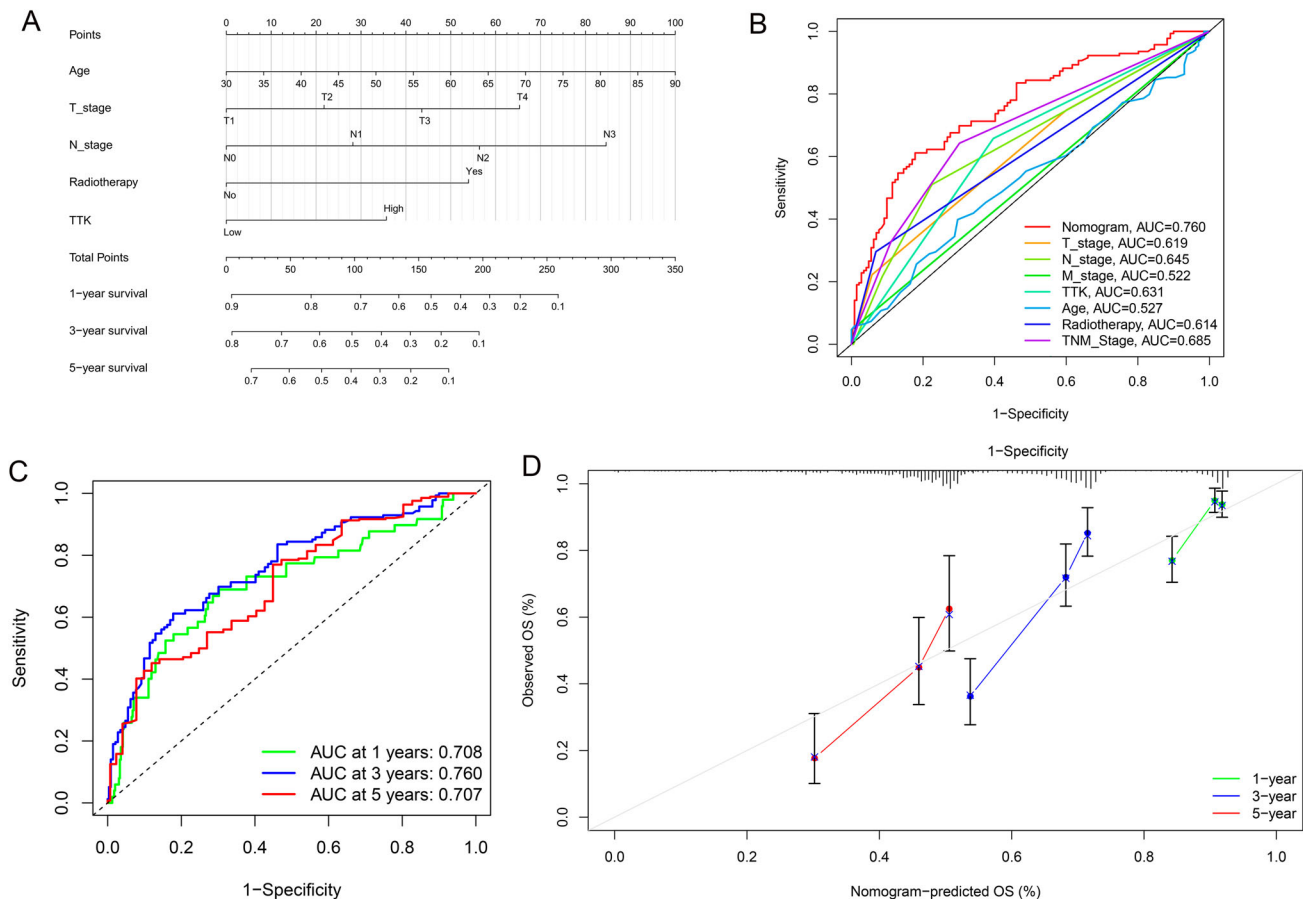 A
Points
0 10 20 30 40 50 60 70 80 90 100
Age
30 35 40 45 50 55 60 65 70 75 80 85 90
T_stage
T2 T4
T1 T3
N_stage
N1 N3
N0 N2
Radiotherapy
Yes
No
TTK
High
Low
Total Points
0 50 100 150 200 250 300 350
1−year survival
0.9 0.8 0.7 0.6 0.5 0.4 0.3 0.2 0.1
3−year survival
0.8 0.7 0.6 0.5 0.4 0.3 0.2 0.1
5−year survival
0.7 0.6 0.5 0.4 0.3 0.2 0.1
B
Sensitivity
1.0
0.8
0.6
0.4
0.2
0.0
Nomogram, AUC=0.760
T_stage, AUC=0.619
N_stage, AUC=0.645
M_stage, AUC=0.522
TTK, AUC=0.631
Age, AUC=0.527
Radiotherapy, AUC=0.614
TNM_Stage, AUC=0.685
0.0 0.2 0.4 0.6 0.8 1.0
1−Specificity
C
Sensitivity
1.0
0.8
0.6
0.4
0.2
0.0
AUC at 1 years: 0.708
AUC at 3 years: 0.760
AUC at 5 years: 0.707
0.0 0.2 0.4 0.6 0.8 1.0
1−Specificity
D
1−Specificity
Observed OS (%)
1.0
0.8
0.6
0.4
0.2
0.0
1−year
3−year
5−year
0.0 0.2 0.4 0.6 0.8 1.0
Nomogram−predicted OS (%)